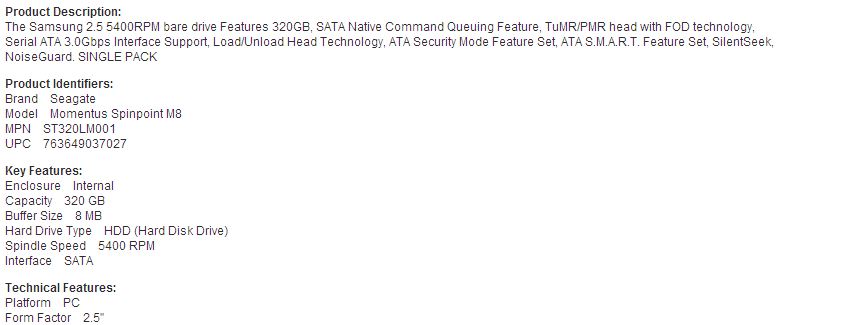 Product Description:
The Samsung 2.5 5400RPM bare drive Features 320GB, SATA Native Command Queuing Feature, TuMR/PMR head with FOD technology,
Serial ATA 3.0Gbps Interface Support, Load/Unload Head Technology, ATA Security Mode Feature Set, ATA S.M.A.R.T. Feature Set, SilentSeek,
NoiseGuard. SINGLE PACK
Product Identifiers:
Brand Seagate
Model Momentus Spinpoint M8
MPN ST320LM001
UPC 763649037027
Key Features:
Enclosure Internal
Capacity 320 GB
Buffer Size 8 MB
Hard Drive Type HDD (Hard Disk Drive)
Spindle Speed 5400 RPM
Interface SATA
Technical Features:
Platform PC
Form Factor 2.5"